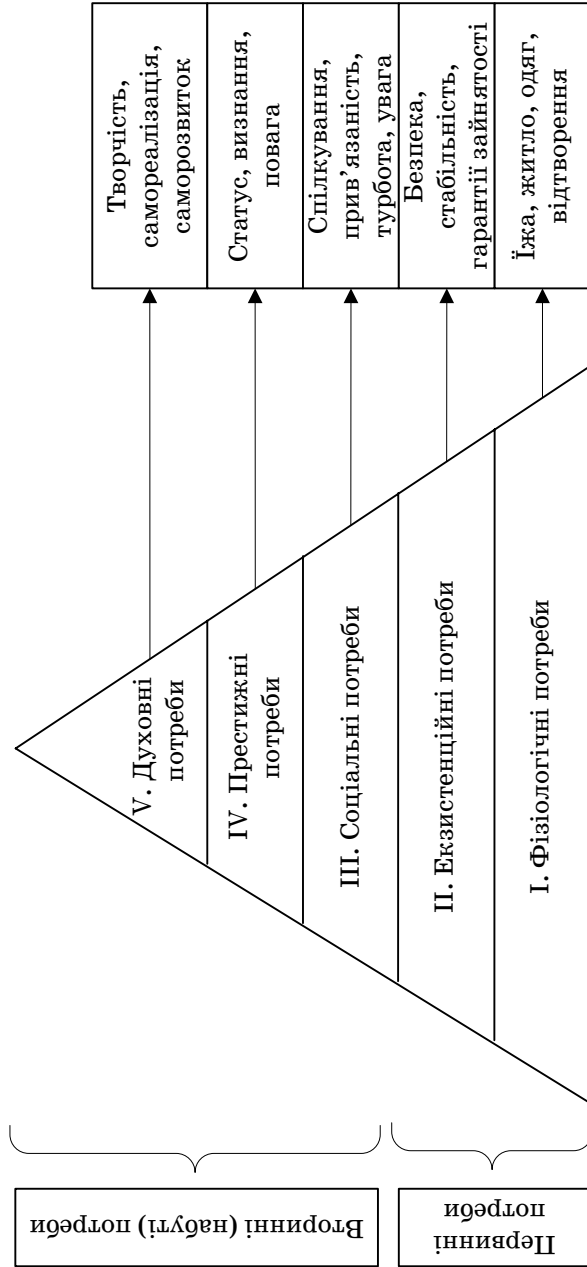 Вторинні (набуті) потреби
Первинні
потреби
V. Духовні
потреби
IV. Престижні
потреби
III. Соціальні потреби
II. Екзистенційні потреби
I. Фізіологічні потреби
Творчість,
самореалізація,
саморозвиток
Статус, визнання,
повага
Спілкування,
прив’язаність,
турбота, увага
Безпека,
стабільність,
гарантії зайнятості
Їжа, житло, одяг,
відтворення